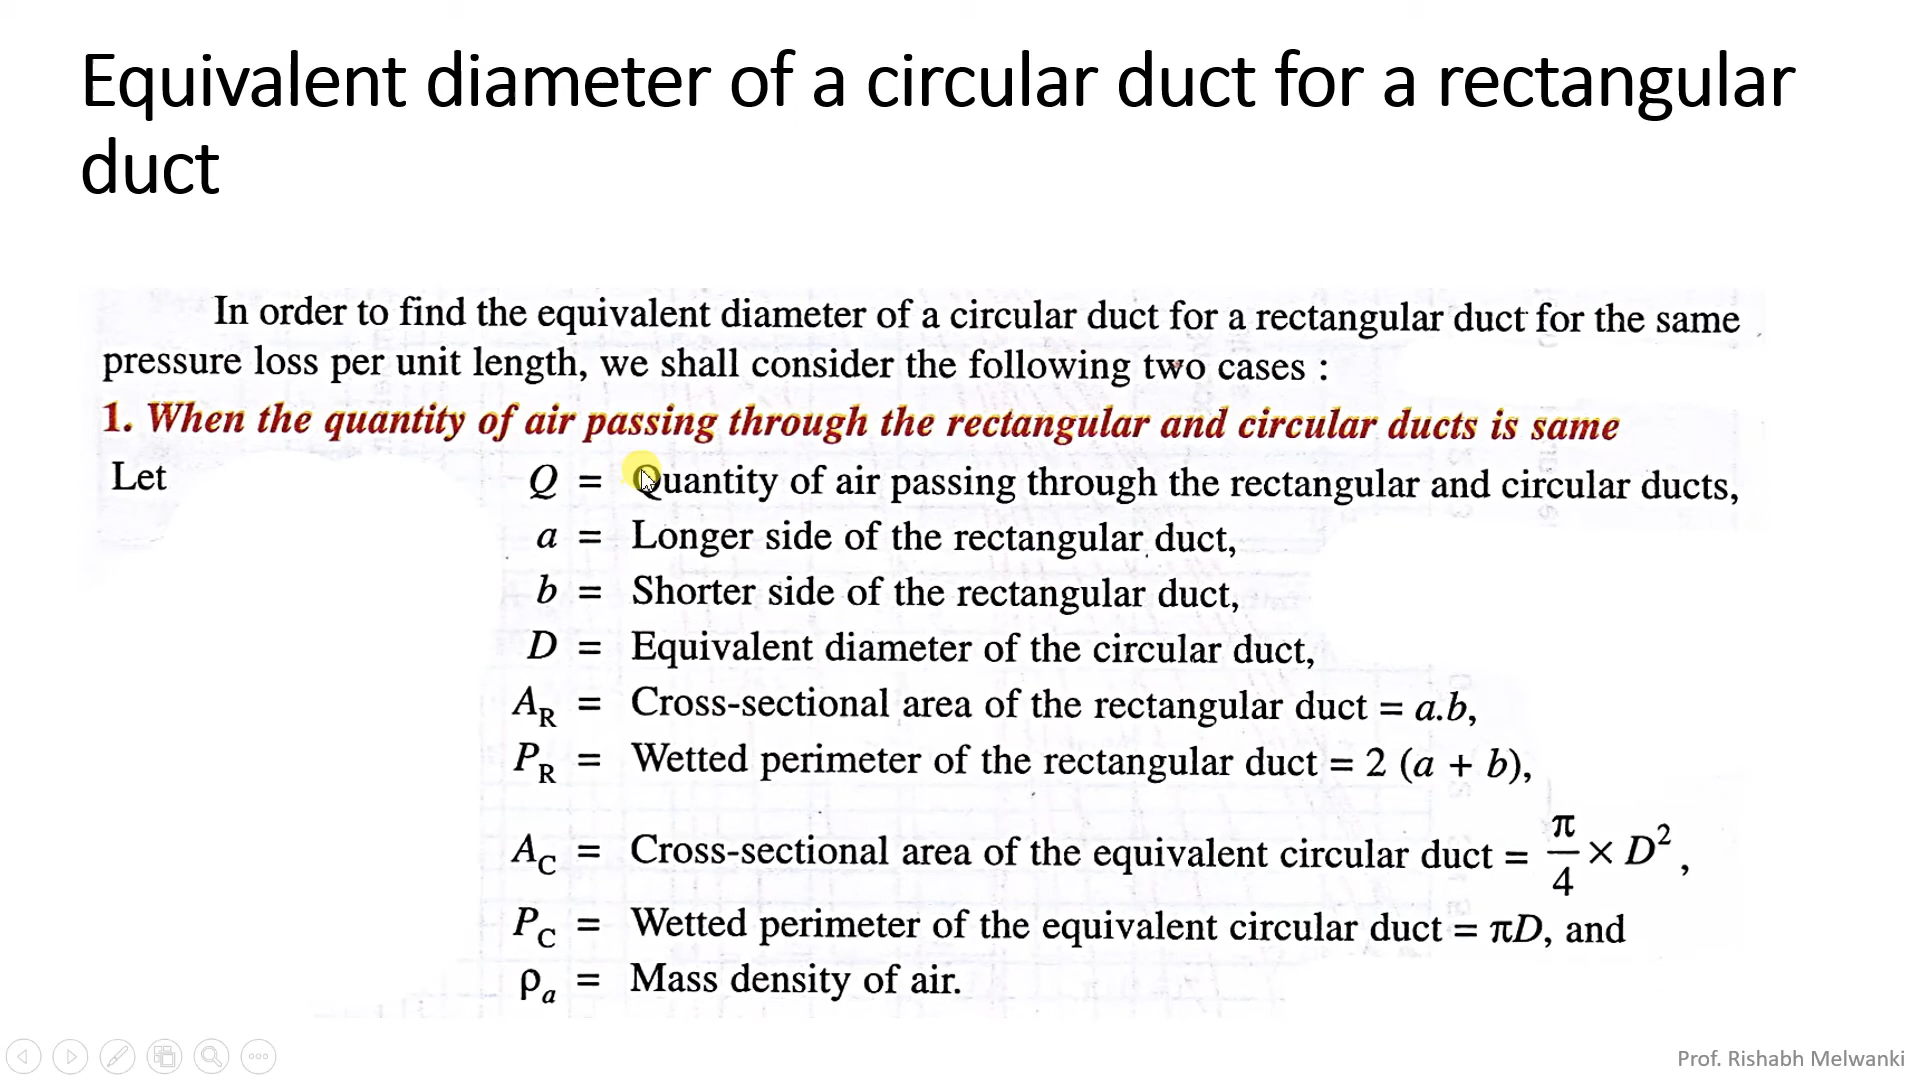 Equivalent diameter of a circular duct for a rectangular
duct
In order to find the equivalent diameter of a circular duct for a rectangular duct for the same
pressure loss per unit length, we shall consider the following two cases :
1. When the quantity of air passing through the rectangular and circular ducts is same
Let Q = Quantity of air passing through the rectangular and circular ducts,
a = Longer side of the rectangular duct,
b = Shorter side of the rectangular duct,
D = Equivalent diameter of the circular duct,
A_R = Cross-sectional area of the rectangular duct = a.b,
P_R = Wetted perimeter of the rectangular duct = 2 (a + b),
A_C = Cross-sectional area of the equivalent circular duct = π/4 × D²,
P_C = Wetted perimeter of the equivalent circular duct = πD, and
ρ_a = Mass density of air.
Prof. Rishabh Melwanki